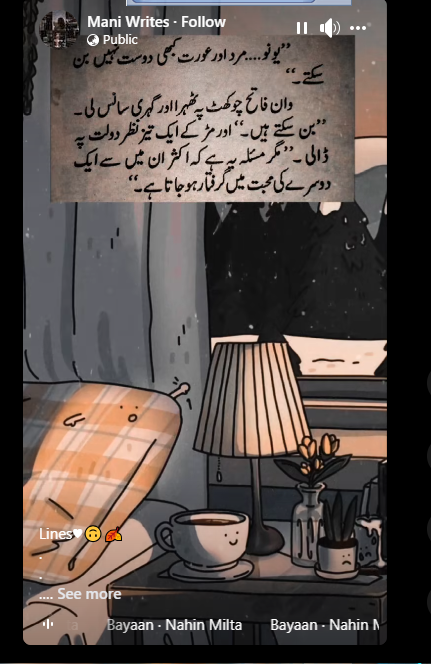 Mani Writes · Follow
Public
’’یو نو....مرد اور عورت کبھی دوست نہیں بن
سکتے۔‘‘
وان فاتح چوکھٹ پہ ٹھہرا اور گہری سانس لی۔
’’بن سکتے ہیں۔‘‘ اور مڑ کے ایک تیز نظر دولت پہ
ڈالی ۔’’مگر مسئلہ یہ ہے کہ اکثر ان میں سے ایک
دوسرے کی محبت میں گرفتار ہو جاتا ہے۔‘‘
Lines♥🙃🍂
.
.
.... See more
a Bayaan · Nahin Milta Bayaan · Nahin M